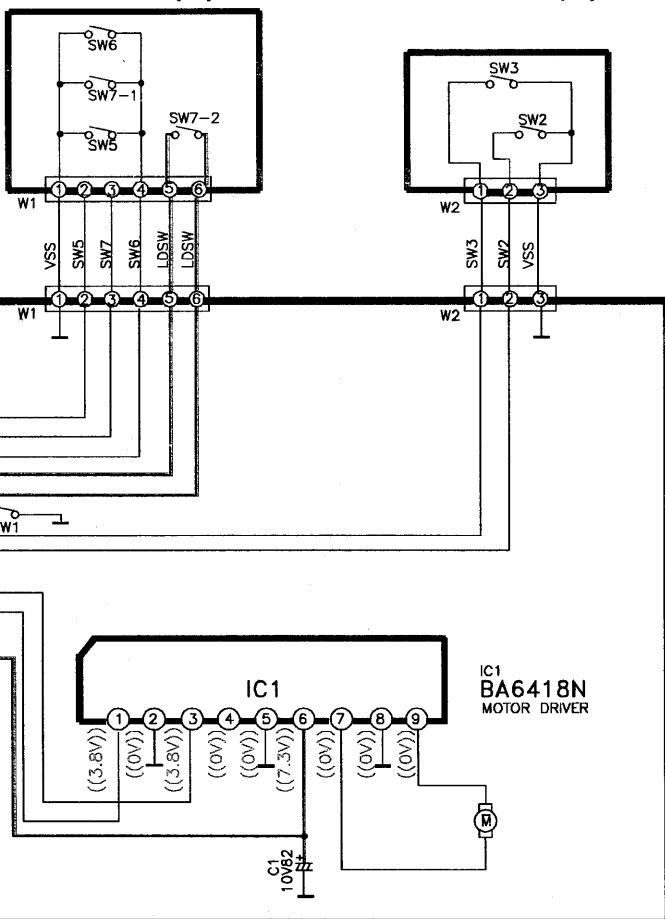 SW6
SW7-1
SW5
SW7-2
1 2 3 4 5 6
W1
VSS
SW5
SW7
SW6
LDSW
LDSW
1 2 3 4 5 6
W1
SW3
SW2
1 2 3
W2
SW3
SW2
VSS
1 2 3
W2
W1
IC1
1 2 3 4 5 6 7 8 9
((3.8V))
((0V))
((3.8V))
((0V))
((0V))
((7.3V))
((0V))
((0V))
((0V))
IC1
BA6418N
MOTOR DRIVER
M
C1
10V82
+